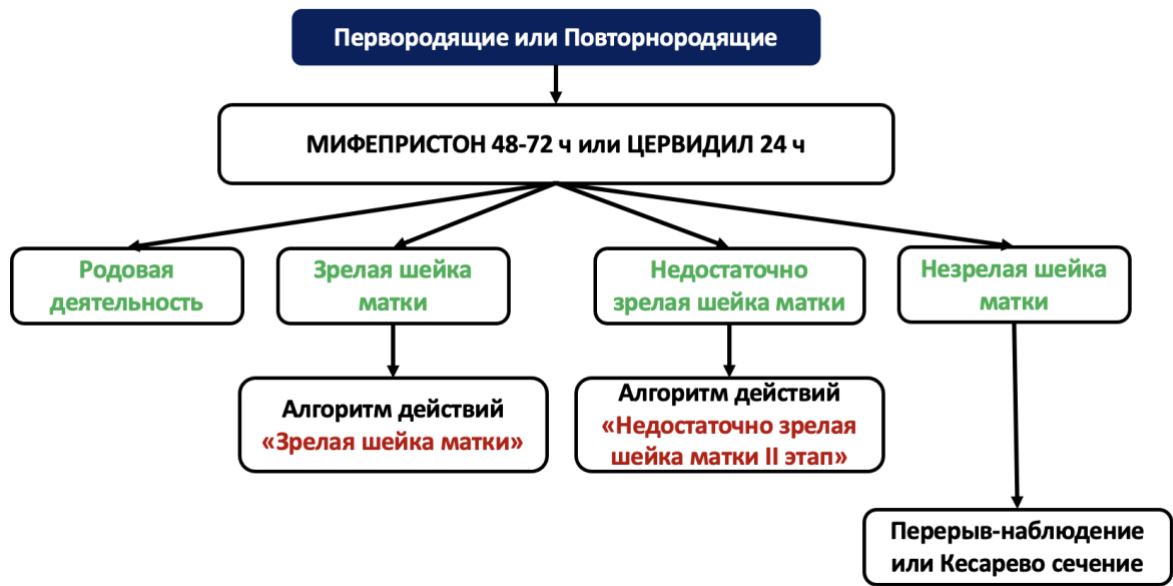 Первородящие или Повторнородящие
МИФЕПРИСТОН 48-72 ч или ЦЕРВИДИЛ 24 ч
Родовая
деятельность
Зрелая шейка
матки
Недостаточно
зрелая шейка матки
Незрелая шейка
матки
Алгоритм действий
«Зрелая шейка матки»
Алгоритм действий
«Недостаточно зрелая
шейка матки II этап»
Перерыв-наблюдение
или Кесарево сечение